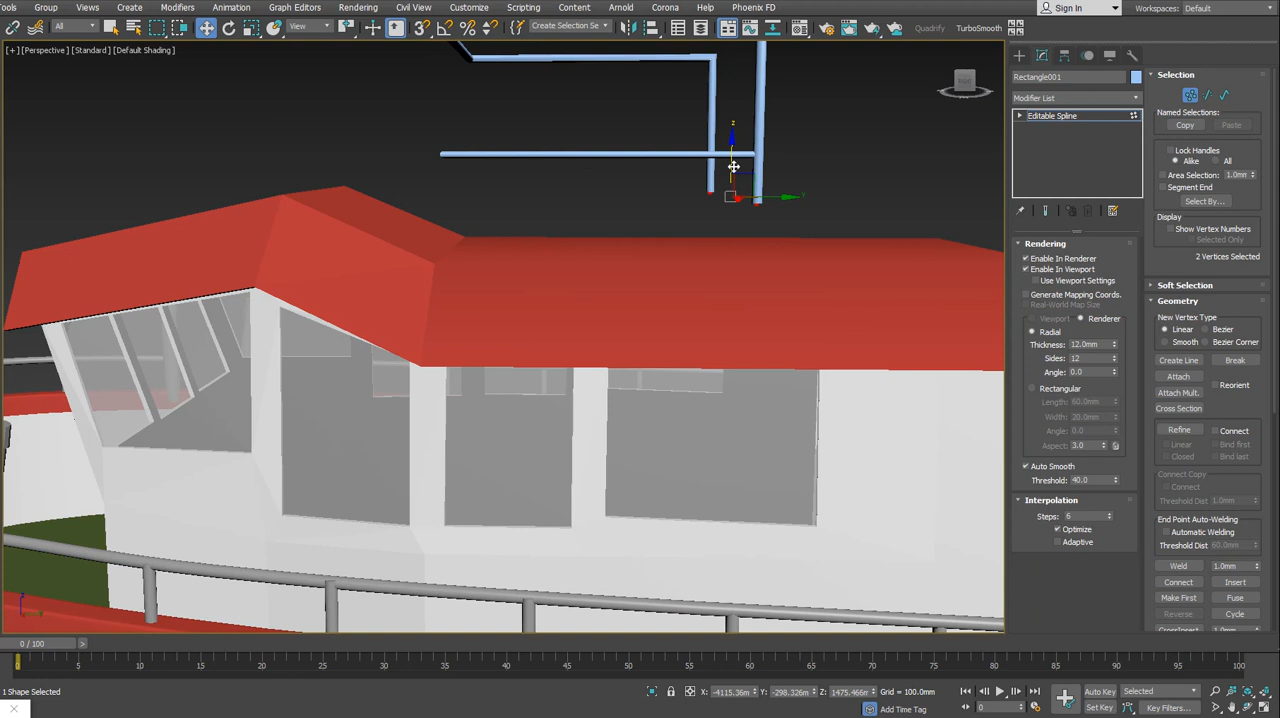 Tools Group Views Create Modifiers Animation Graph Editors Rendering Civil View Customize Scripting Content Arnold Corona Help Phoenix FD Sign In Workspaces: Default
All View Create Selection Se Quadrify TurboSmooth
[+] [Perspective] [Standard] [Default Shading]
z
y
Rectangle001
Modifier List
Editable Spline
Rendering
Enable In Renderer
Enable In Viewport
Use Viewport Settings
Generate Mapping Coords.
Real-World Map Size
Viewport Renderer
Radial
Thickness: 12.0mm
Sides: 12
Angle: 0.0
Rectangular
Length: 60.0mm
Width: 20.0mm
Angle: 0.0
Aspect: 3.0
Auto Smooth
Threshold: 40.0
Interpolation
Steps: 6
Optimize
Adaptive
Selection
Named Selections:
Copy Paste
Lock Handles
Alike All
Area Selection: 1.0mm
Segment End
Select By...
Display
Show Vertex Numbers
Selected Only
2 Vertices Selected
Soft Selection
Geometry
New Vertex Type
Linear Bezier
Smooth Bezier Corner
Create Line Break
Attach Reorient
Attach Mult.
Cross Section
Refine Connect
Linear Bind first
Closed Bind last
Connect Copy
Connect
Threshold Dist 1.0mm
End Point Auto-Welding
Automatic Welding
Threshold Dist 60.0mm
Weld 1.0mm
Connect Insert
Make First Fuse
Reverse Cycle
CrossInsert 1.0mm
0 / 100 >
0 5 10 15 20 25 30 35 40 45 50 55 60 65 70 75 80 85 90 95 100
1 Shape Selected X: -4115.36m Y: -298.326m Z: 1475.466m Grid = 100.0mm Auto Key Selected
0 Add Time Tag Set Key Key Filters...